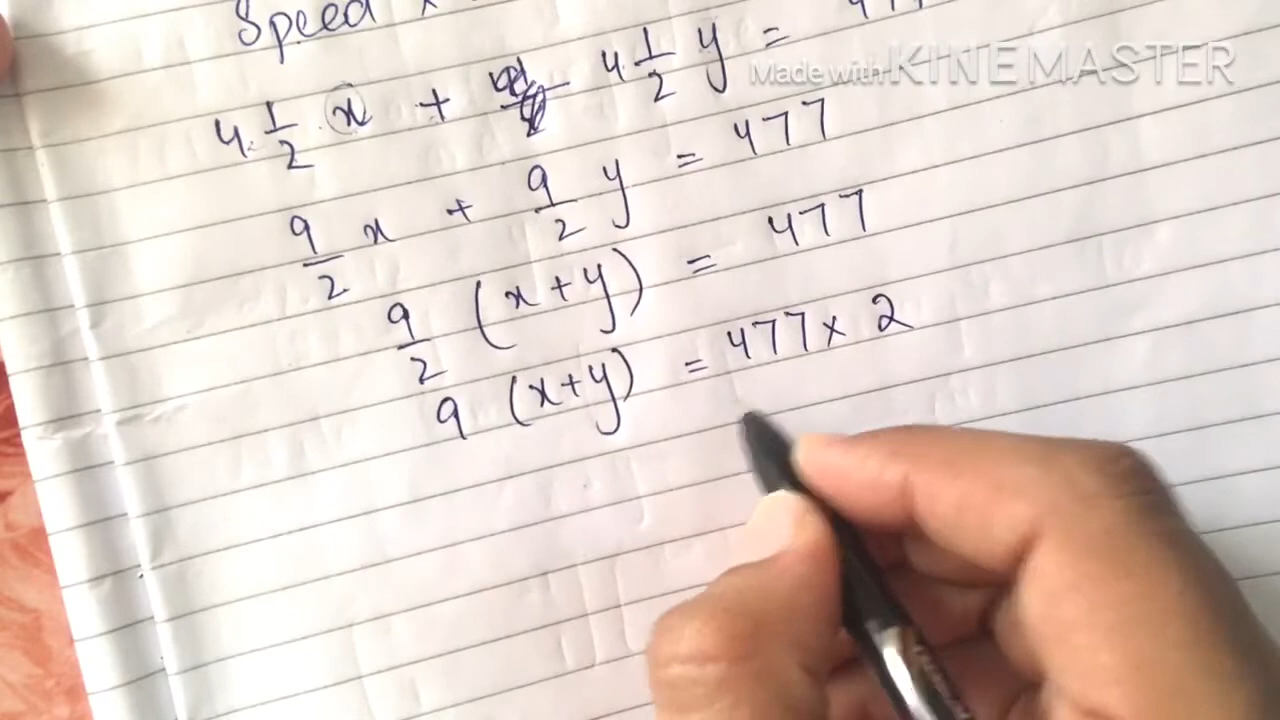 Speed ×
4 1/2 x + 4 1/2 y = 477
Made with KINEMASTER
9/2 x + 9/2 y = 477
9/2 (x+y) = 477
9 (x+y) = 477 × 2